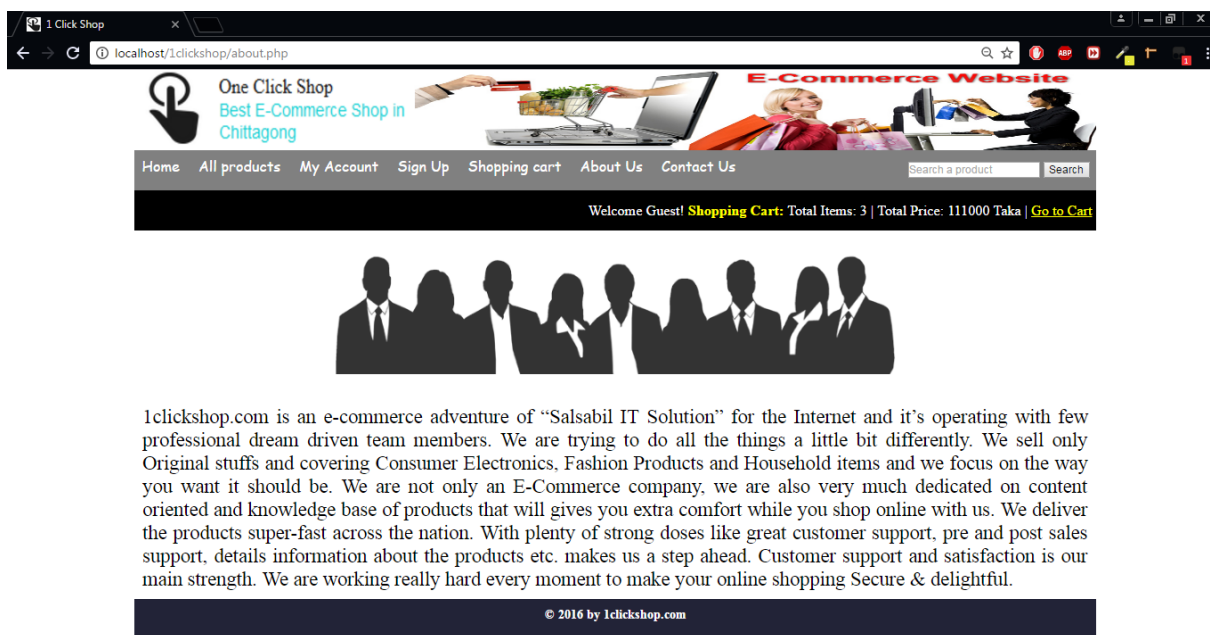 1 Click Shop
localhost/1clickshop/about.php
ABP
1
One Click Shop
Best E-Commerce Shop in
Chittagong
E-Commerce Website
Home All products My Account Sign Up Shopping cart About Us Contact Us Search a product Search
Welcome Guest! Shopping Cart: Total Items: 3 | Total Price: 111000 Taka | Go to Cart
1clickshop.com is an e-commerce adventure of “Salsabil IT Solution” for the Internet and it’s operating with few
professional dream driven team members. We are trying to do all the things a little bit differently. We sell only
Original stuffs and covering Consumer Electronics, Fashion Products and Household items and we focus on the way
you want it should be. We are not only an E-Commerce company, we are also very much dedicated on content
oriented and knowledge base of products that will gives you extra comfort while you shop online with us. We deliver
the products super-fast across the nation. With plenty of strong doses like great customer support, pre and post sales
support, details information about the products etc. makes us a step ahead. Customer support and satisfaction is our
main strength. We are working really hard every moment to make your online shopping Secure & delightful.
© 2016 by 1clickshop.com